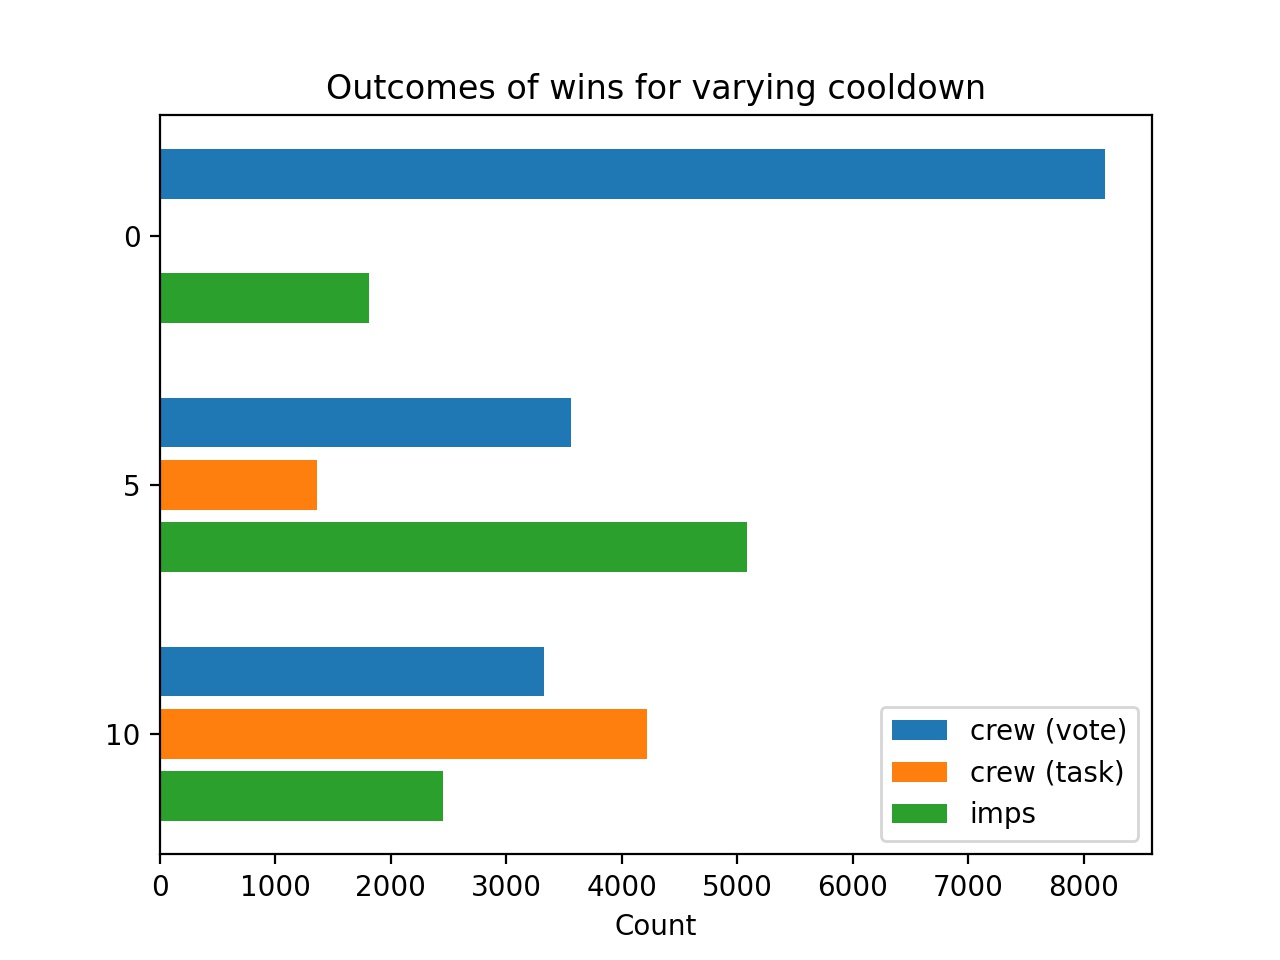 Outcomes of wins for varying cooldown
0
5
10
crew (vote)
crew (task)
imps
0 1000 2000 3000 4000 5000 6000 7000 8000
Count